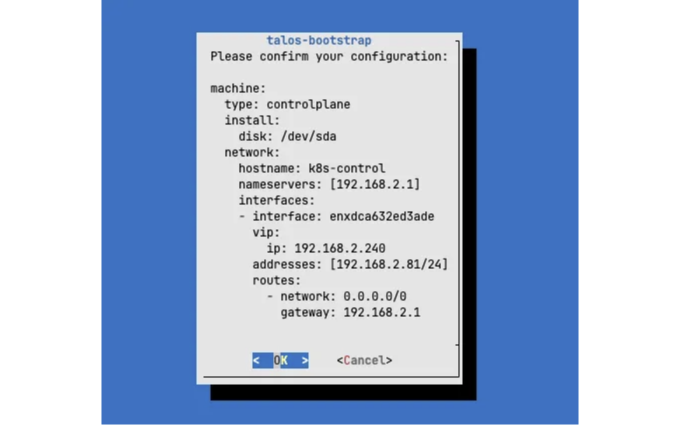 talos-bootstrap
Please confirm your configuration:
machine:
  type: controlplane
  install:
    disk: /dev/sda
  network:
    hostname: k8s-control
    nameservers: [192.168.2.1]
    interfaces:
    - interface: enxdca632ed3ade
      vip:
        ip: 192.168.2.240
      addresses: [192.168.2.81/24]
      routes:
        - network: 0.0.0.0/0
          gateway: 192.168.2.1
<  OK  > <Cancel>